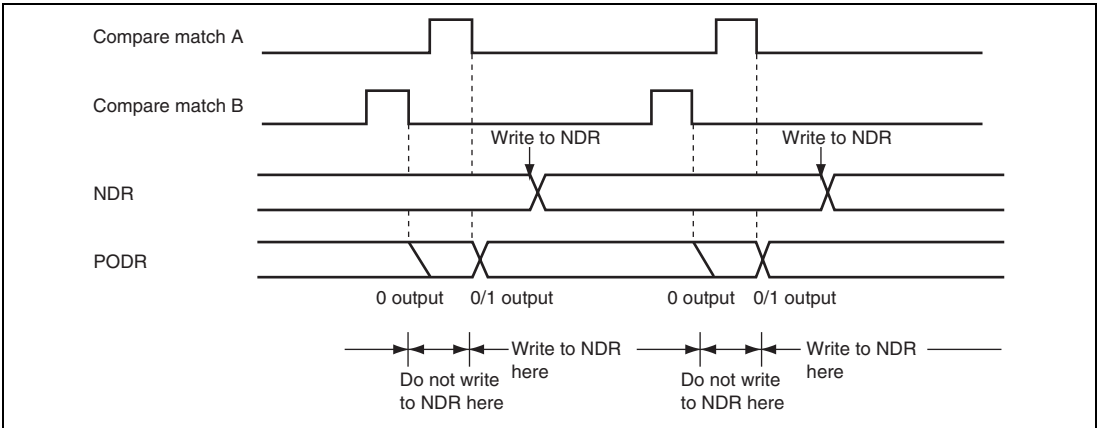 Compare match A
Compare match B
Write to NDR
Write to NDR
NDR
PODR
0 output
0/1 output
0 output
0/1 output
Write to NDR
here
Do not write
to NDR here
Write to NDR
here
Do not write
to NDR here